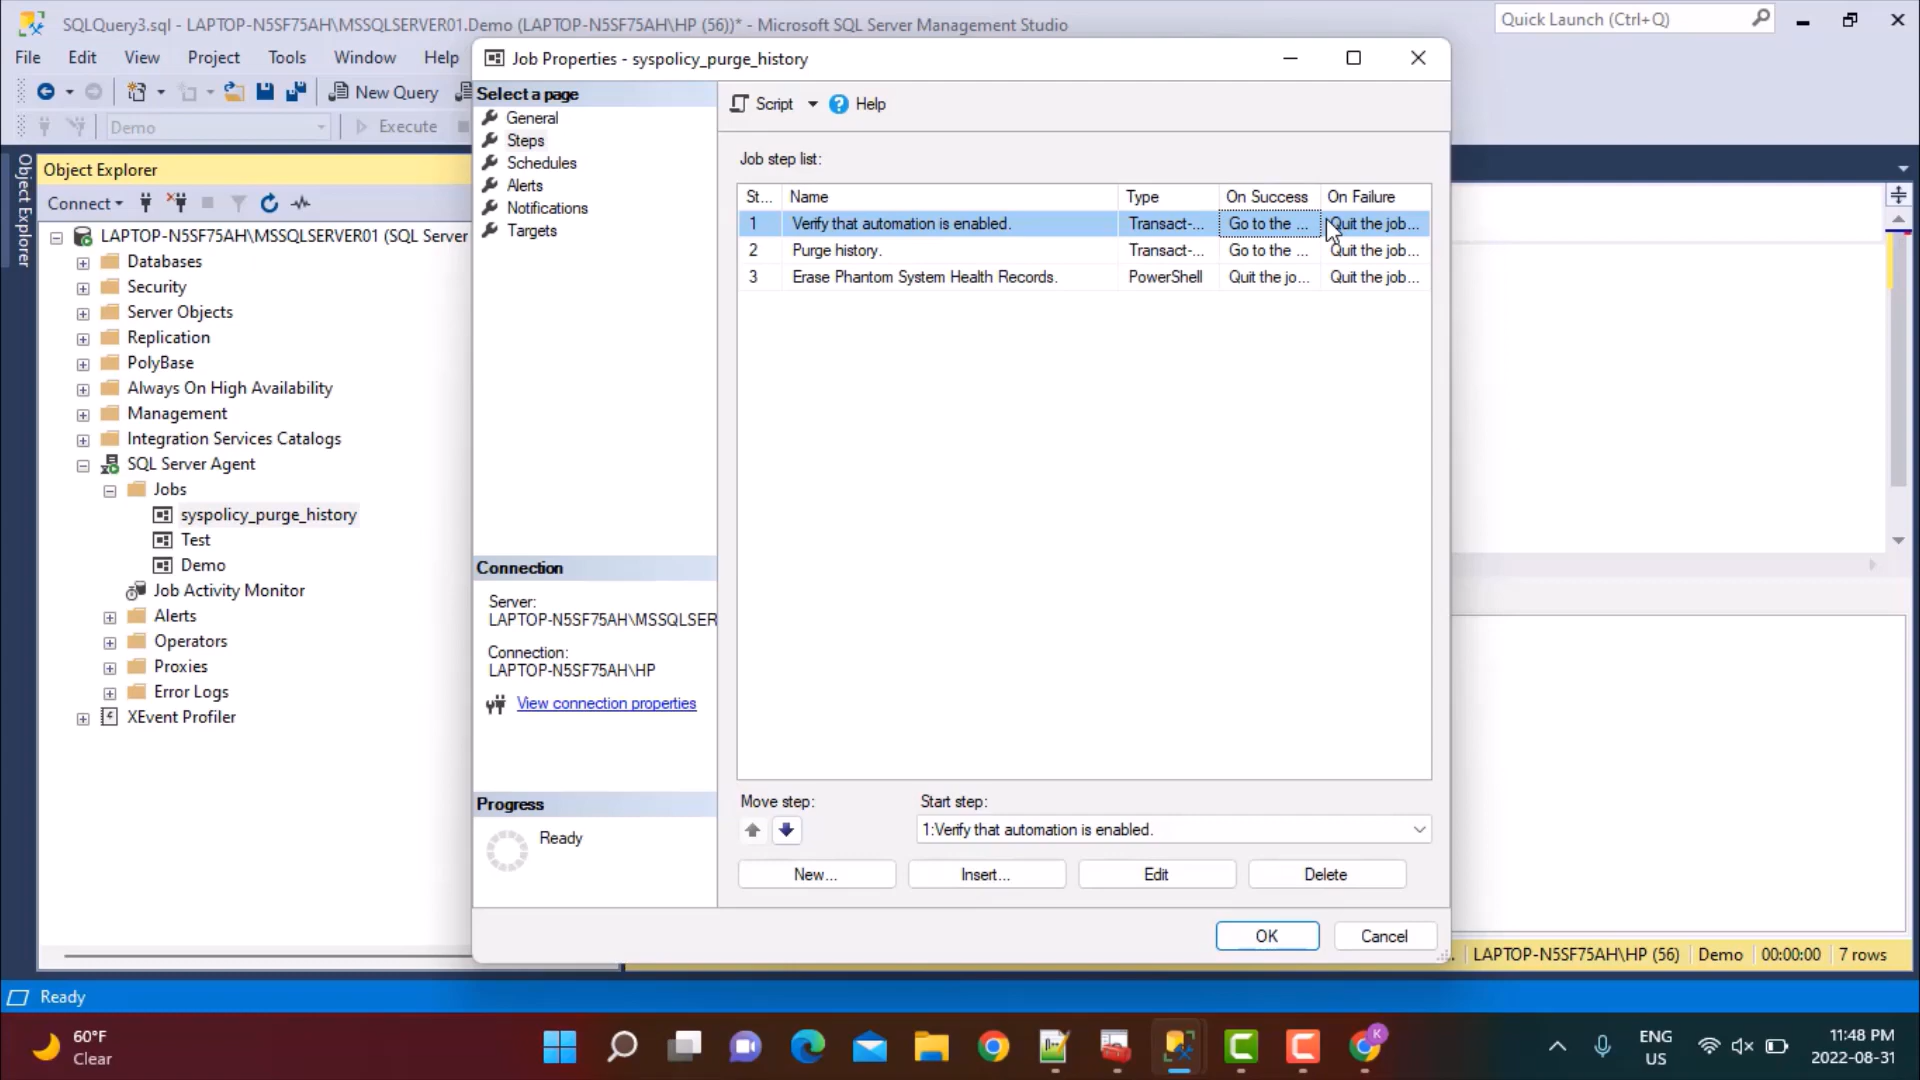 SQLQuery3.sql - LAPTOP-N5SF75AH\MSSQLSERVER01.Demo (LAPTOP-N5SF75AH\HP (56))* - Microsoft SQL Server Management Studio
Quick Launch (Ctrl+Q)
File Edit View Project Tools Window Help
New Query
Demo
Execute
Object Explorer
Object Explorer
Connect
LAPTOP-N5SF75AH\MSSQLSERVER01 (SQL Server
Databases
Security
Server Objects
Replication
PolyBase
Always On High Availability
Management
Integration Services Catalogs
SQL Server Agent
Jobs
syspolicy_purge_history
Test
Demo
Job Activity Monitor
Alerts
Operators
Proxies
Error Logs
XEvent Profiler
Job Properties - syspolicy_purge_history
Select a page
General
Steps
Schedules
Alerts
Notifications
Targets
Connection
Server:
LAPTOP-N5SF75AH\MSSQLSER
Connection:
LAPTOP-N5SF75AH\HP
View connection properties
Progress
Ready
Script Help
Job step list:
St... Name Type On Success On Failure
1 Verify that automation is enabled. Transact-... Go to the ... Quit the job...
2 Purge history. Transact-... Go to the ... Quit the job...
3 Erase Phantom System Health Records. PowerShell Quit the jo... Quit the job...
Move step: Start step:
1:Verify that automation is enabled.
New... Insert... Edit Delete
OK Cancel
LAPTOP-N5SF75AH\HP (56) Demo 00:00:00 7 rows
Ready
60°F
Clear
K
ENG
US
11:48 PM
2022-08-31